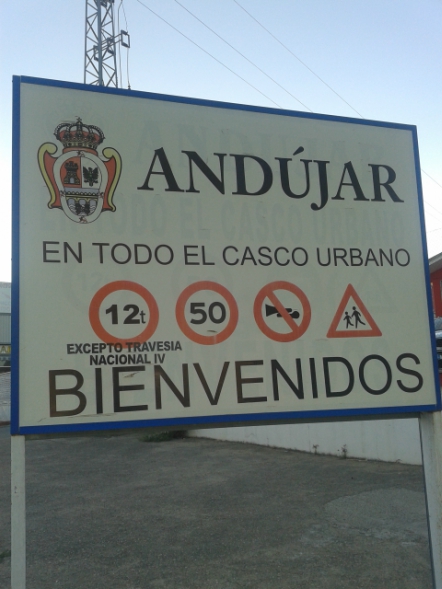 ANDÚJAR
EN TODO EL CASCO URBANO
12t 50
EXCEPTO TRAVESIA
NACIONAL IV
BIENVENIDOS